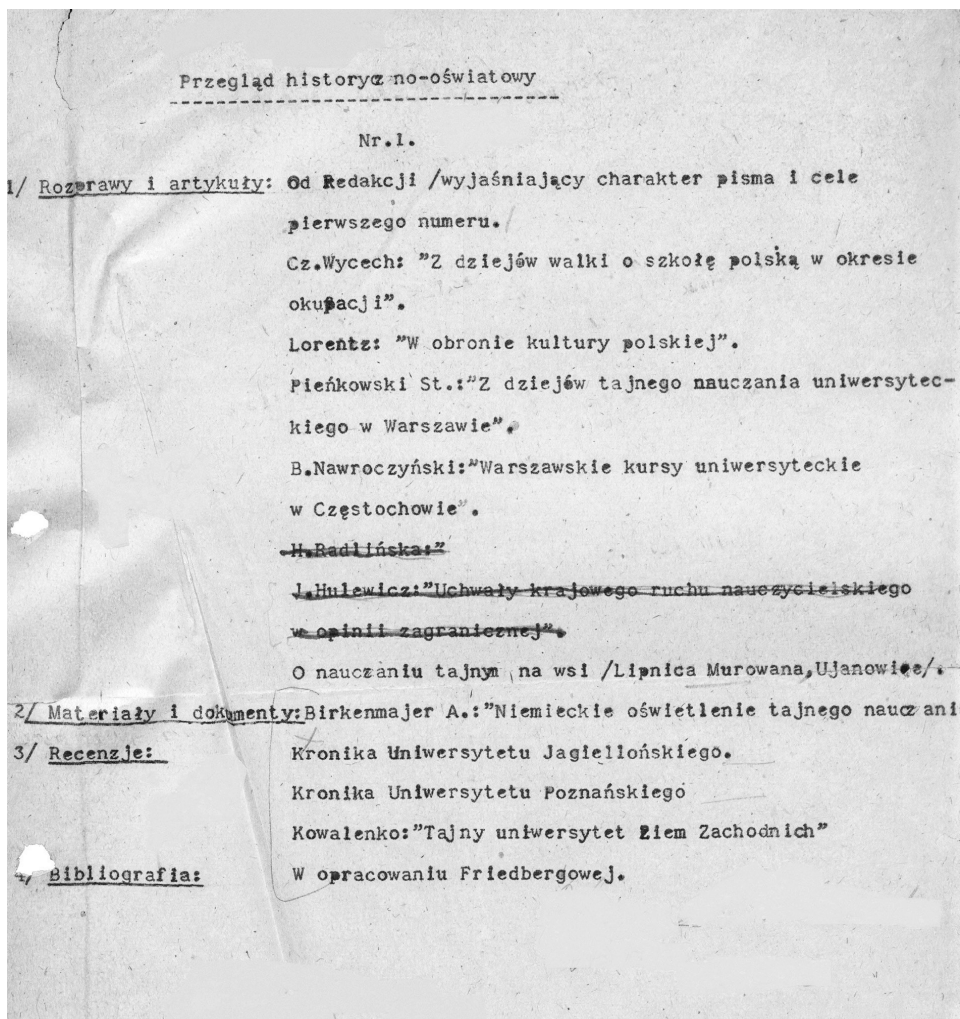 Przegląd historyczno-oświatowy
Nr.1.
1/ Rozprawy i artykuły: Od Redakcji /wyjaśniający charakter pisma i cele
pierwszego numeru.
Cz.Wycech: "Z dziejów walki o szkołę polską w okresie
okupacji".
Lorentz: "W obronie kultury polskiej".
Pieńkowski St.:"Z dziejów tajnego nauczania uniwersytec-
kiego w Warszawie".
B.Nawroczyński:"Warszawskie kursy uniwersyteckie
w Częstochowie".
H.Radlińska:"
J.Hulewicz:"Uchwały krajowego ruchu nauczycielskiego
w opinii zagranicznej".
O nauczaniu tajnym na wsi /Lipnica Murowana,Ujanowice/.
2/ Materiały i dokumenty:Birkenmajer A.:"Niemieckie oświetlenie tajnego nauczani
3/ Recenzje: Kronika Uniwersytetu Jagiellońskiego.
Kronika Uniwersytetu Poznańskiego
Kowalenko:"Tajny uniwersytet Ziem Zachodnich"
4/ Bibliografia: W opracowaniu Friedbergowej.